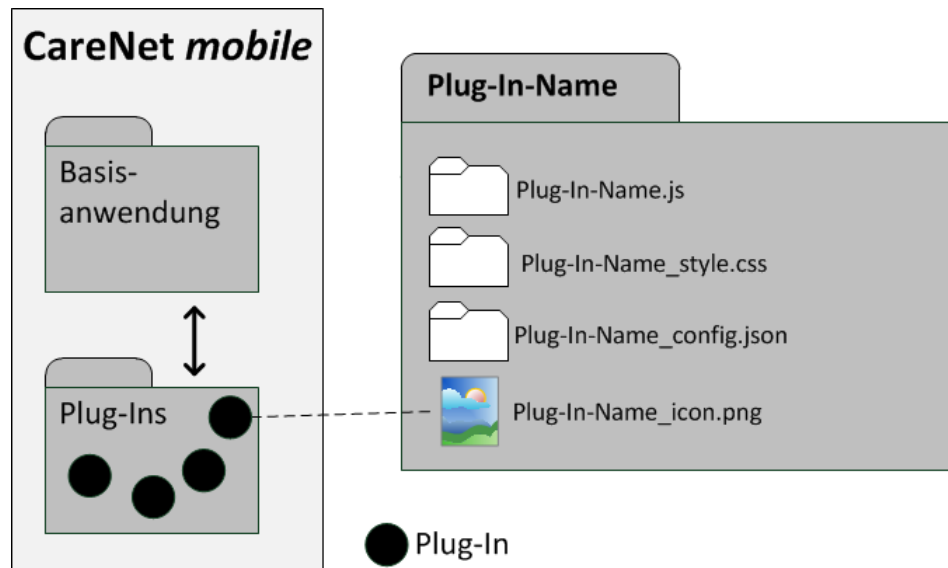 CareNet mobile
Basis-
anwendung
Plug-Ins
Plug-In-Name
Plug-In-Name.js
Plug-In-Name_style.css
Plug-In-Name_config.json
Plug-In-Name_icon.png
Plug-In